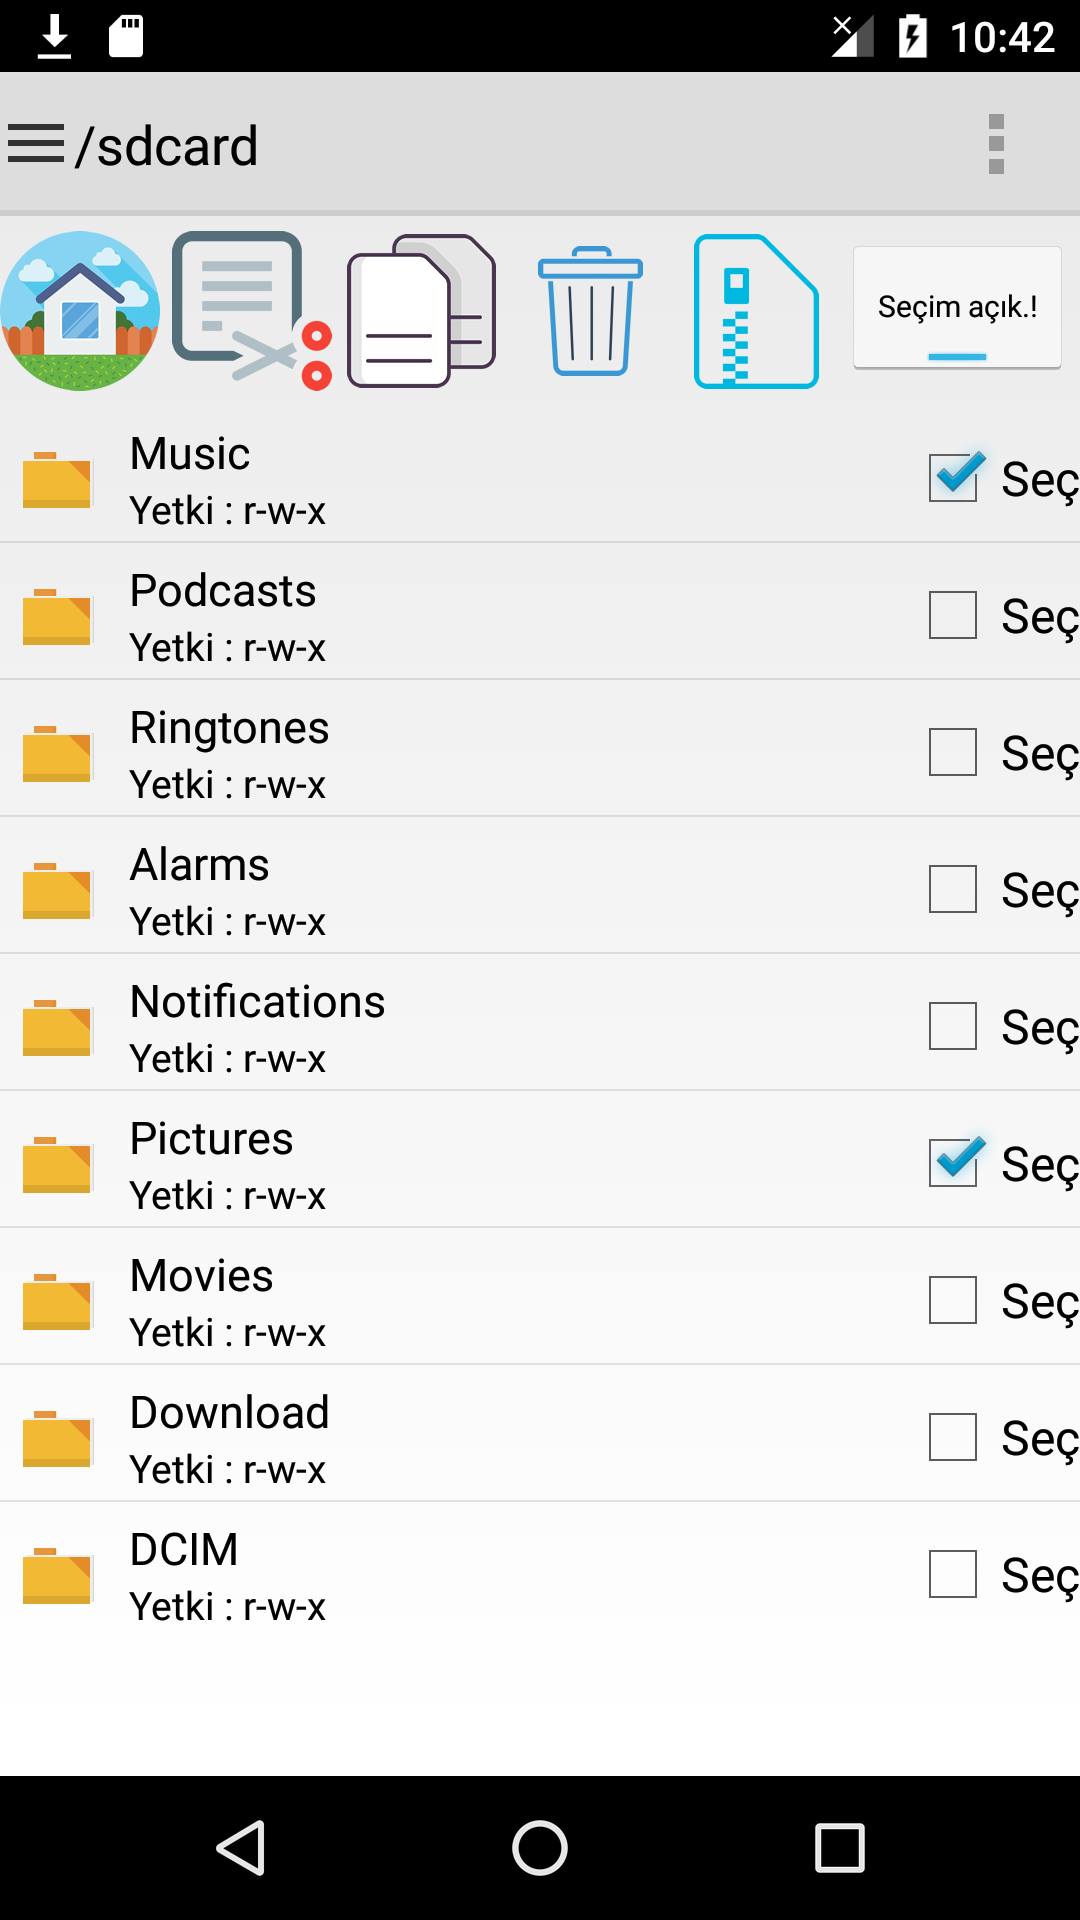 10:42
/sdcard
Seçim açık.!
Music
Yetki : r-w-x
Seç
Podcasts
Yetki : r-w-x
Seç
Ringtones
Yetki : r-w-x
Seç
Alarms
Yetki : r-w-x
Seç
Notifications
Yetki : r-w-x
Seç
Pictures
Yetki : r-w-x
Seç
Movies
Yetki : r-w-x
Seç
Download
Yetki : r-w-x
Seç
DCIM
Yetki : r-w-x
Seç